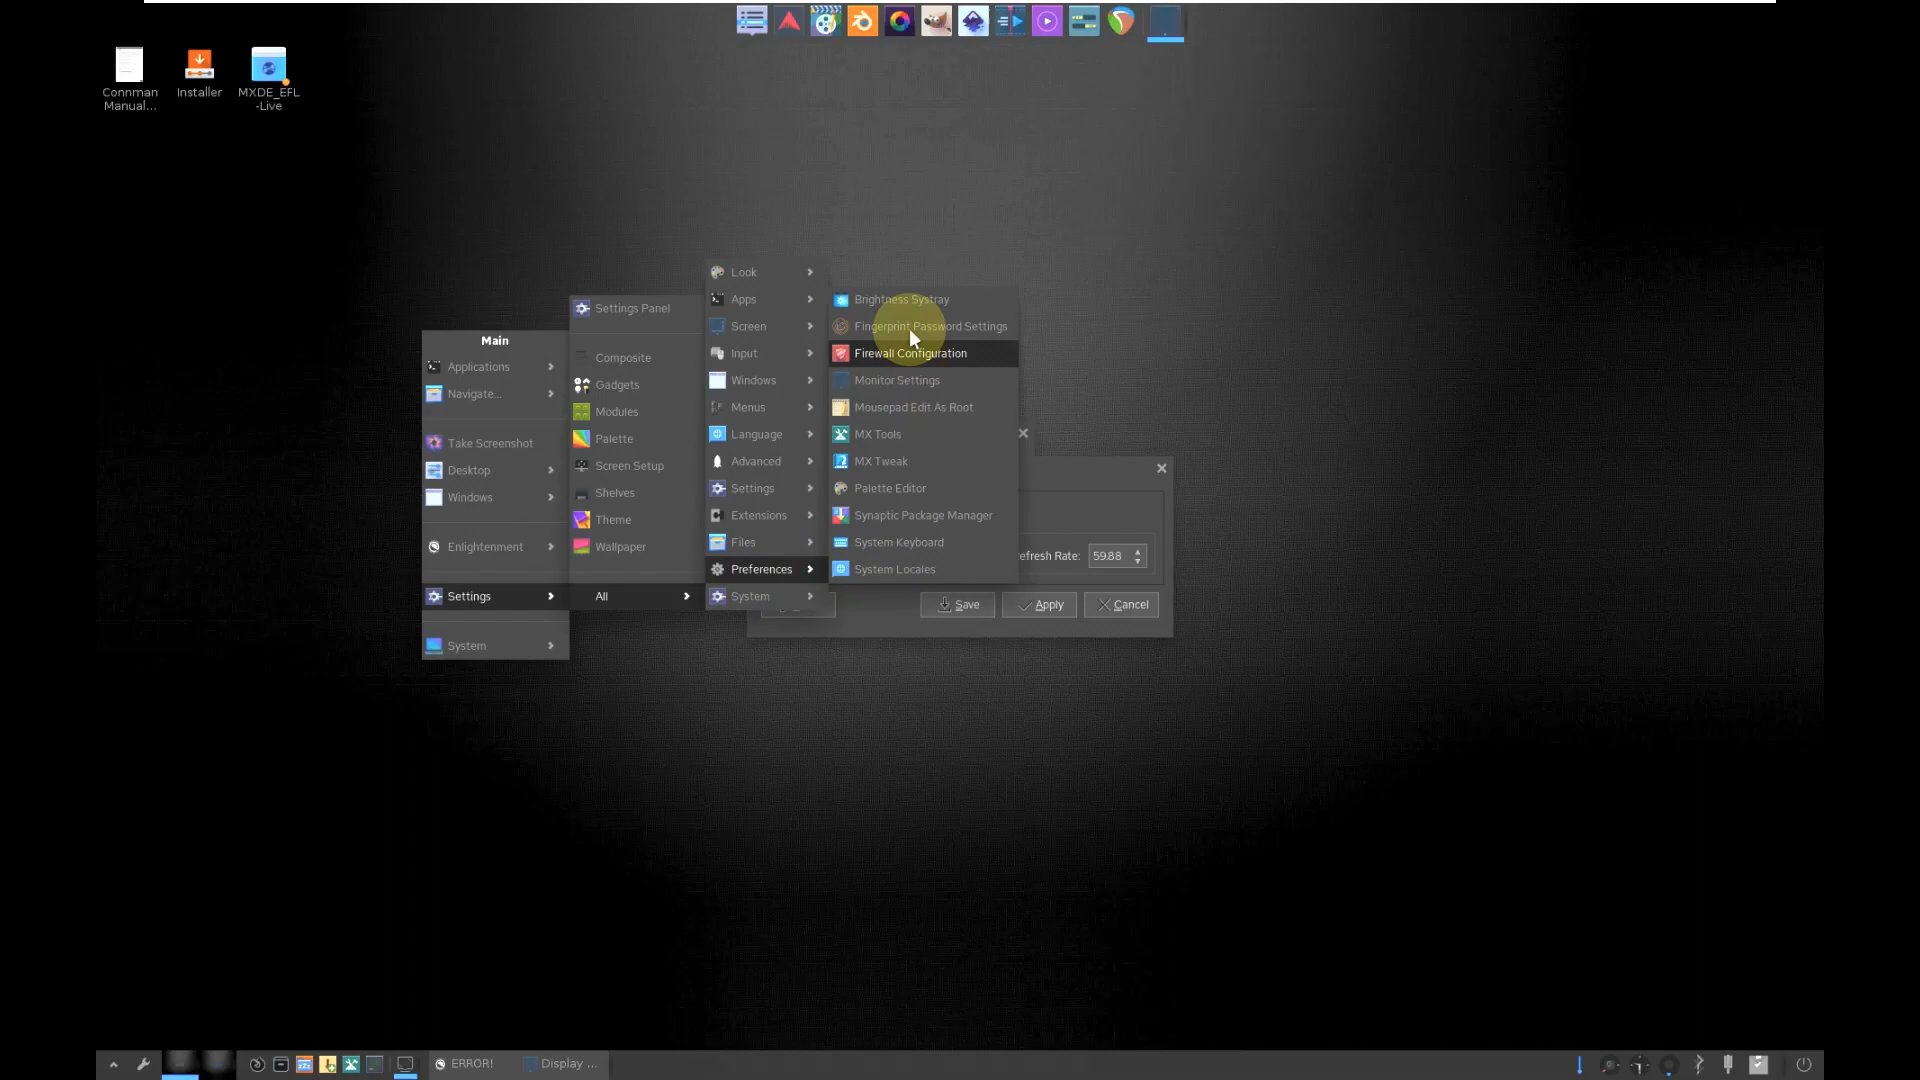 Connman
Manual...
Installer
MXDE_EFL
-Live
Main
Applications
Navigate...
Take Screenshot
Desktop
Windows
Enlightenment
Settings
System
Settings Panel
Composite
Gadgets
Modules
Palette
Screen Setup
Shelves
Theme
Wallpaper
All
Look
Apps
Screen
Input
Windows
Menus
Language
Advanced
Settings
Extensions
Files
Preferences
System
Brightness Systray
Fingerprint Password Settings
Firewall Configuration
Monitor Settings
Mousepad Edit As Root
MX Tools
MX Tweak
Palette Editor
Synaptic Package Manager
System Keyboard
System Locales
efresh Rate: 59.88
Save
Apply
Cancel
ERROR!
Display ...